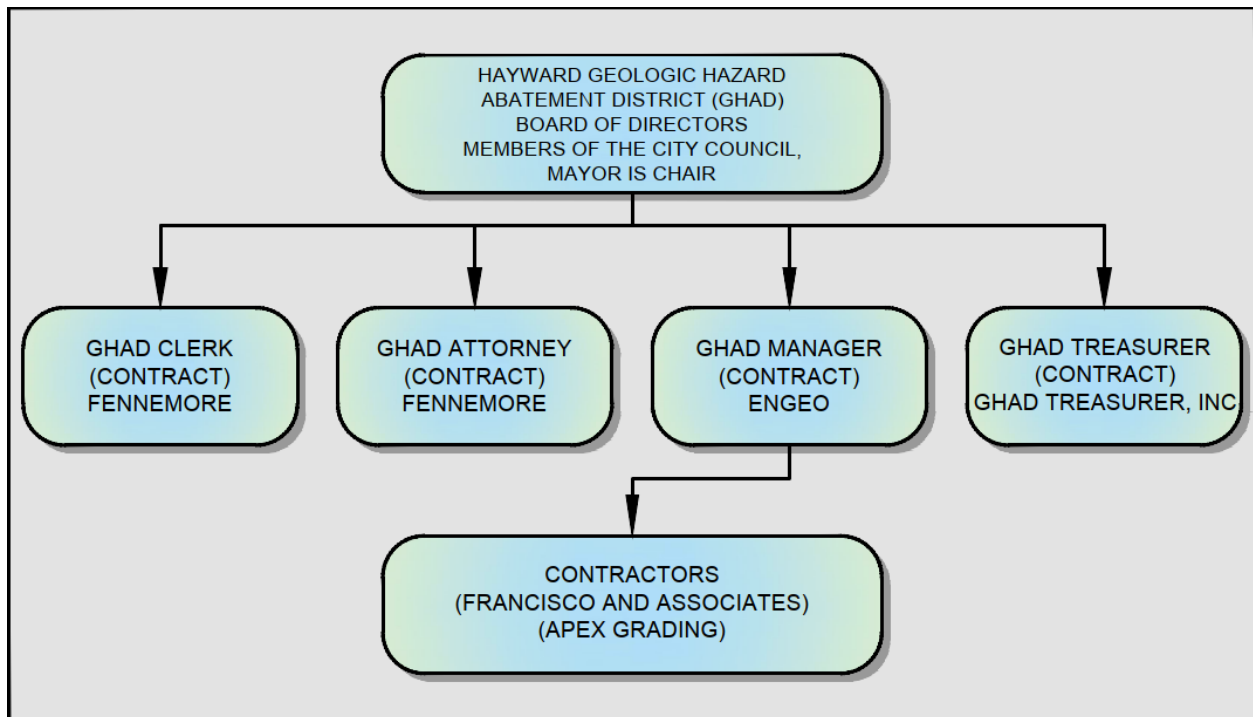 HAYWARD GEOLOGIC HAZARD
ABATEMENT DISTRICT (GHAD)
BOARD OF DIRECTORS
MEMBERS OF THE CITY COUNCIL,
MAYOR IS CHAIR
GHAD CLERK
(CONTRACT)
FENNEMORE
GHAD ATTORNEY
(CONTRACT)
FENNEMORE
GHAD MANAGER
(CONTRACT)
ENGEO
GHAD TREASURER
(CONTRACT)
GHAD TREASURER, INC.
CONTRACTORS
(FRANCISCO AND ASSOCIATES)
(APEX GRADING)